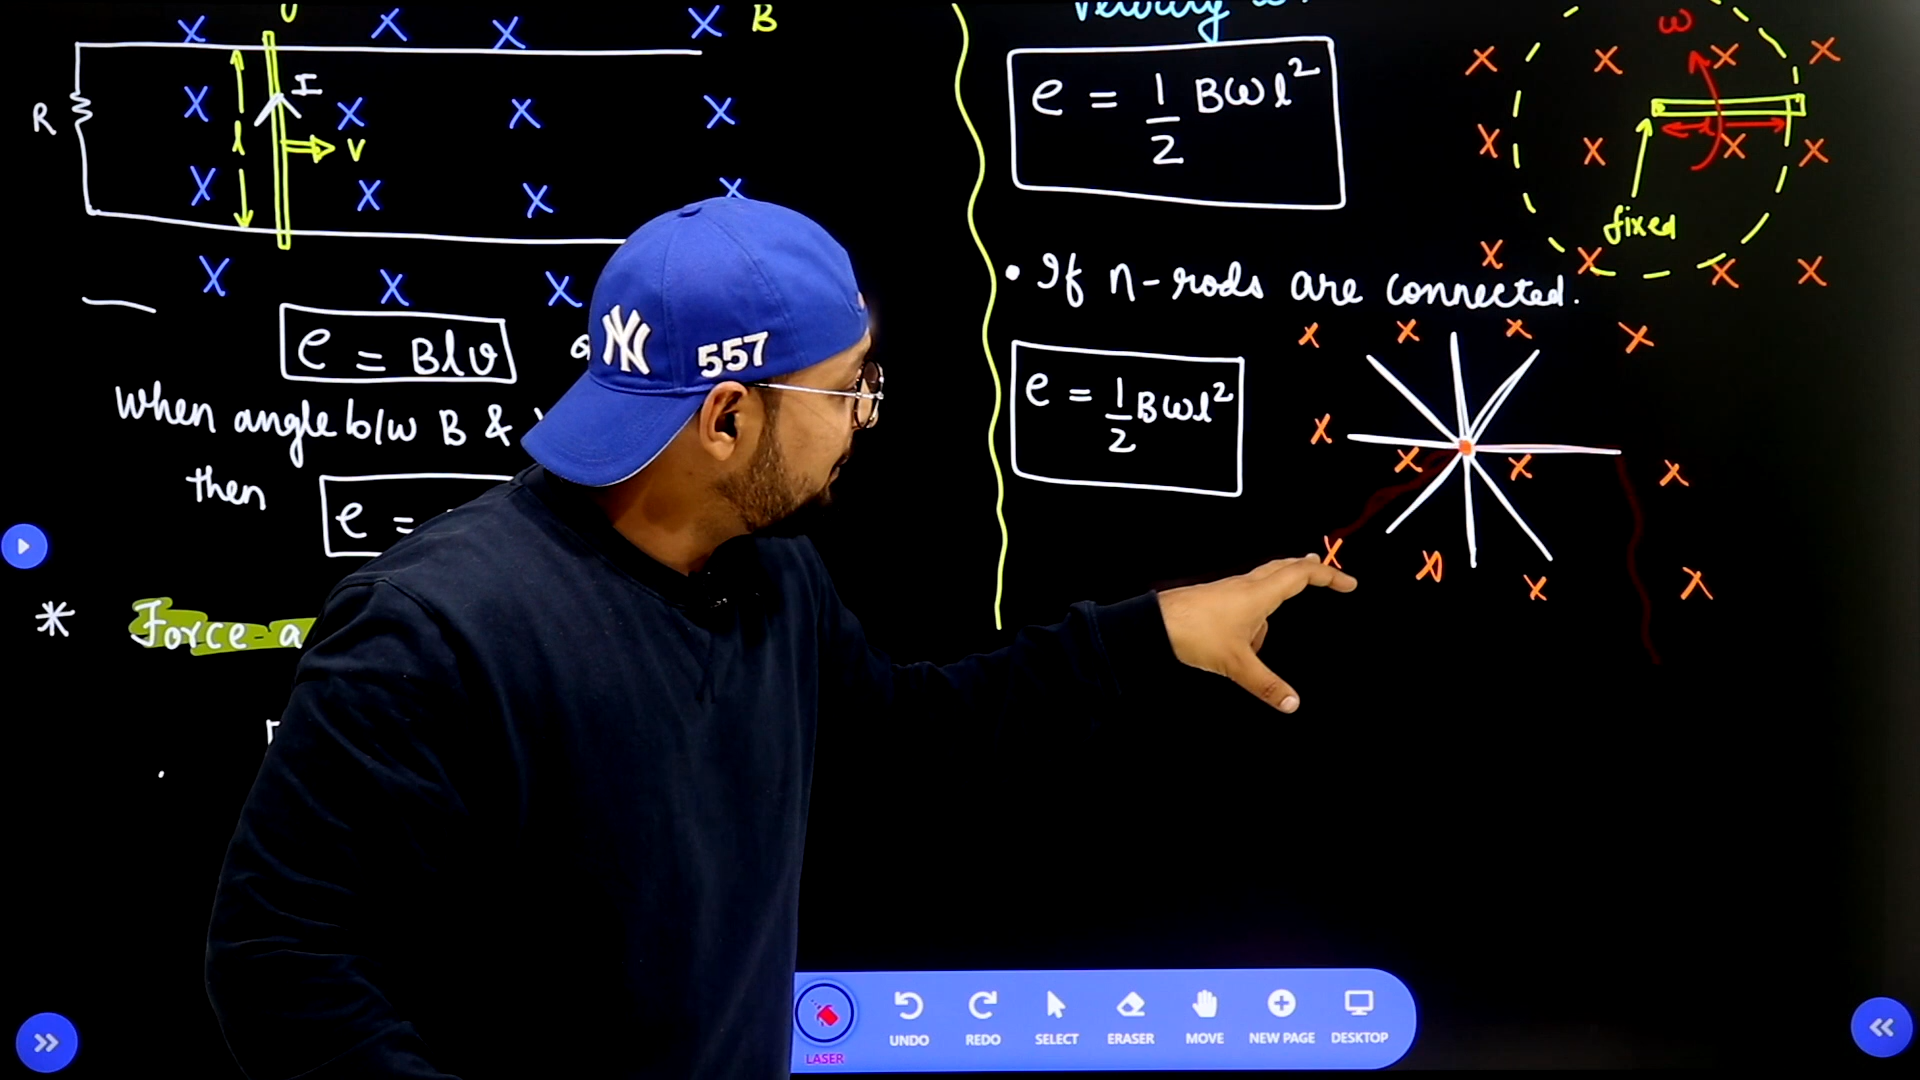 B
R
I
l
v
e = Blv
when angle b/w B &
then
e =
* Force
velocity
e = 1/2 Bωl²
ω
l
fixed
• If n-rods are connected.
e = 1/2 Bωl²
NY
557
LASER
UNDO
REDO
SELECT
ERASER
MOVE
NEW PAGE
DESKTOP